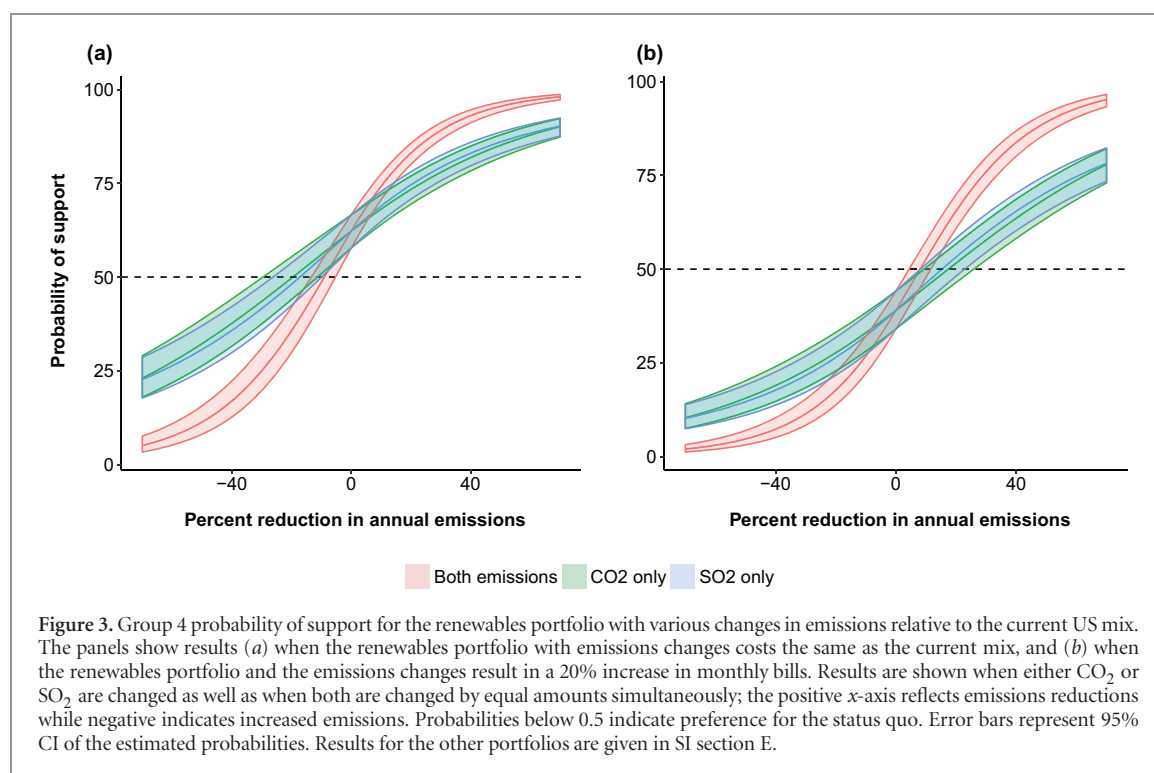 (a)
(b)
100
75
50
25
0
Probability of support
−40
0
40
Percent reduction in annual emissions
100
75
50
25
0
−40
0
40
Percent reduction in annual emissions
Both emissions CO2 only SO2 only
Figure 3. Group 4 probability of support for the renewables portfolio with various changes in emissions relative to the current US mix.
The panels show results (a) when the renewables portfolio with emissions changes costs the same as the current mix, and (b) when
the renewables portfolio and the emissions changes result in a 20% increase in monthly bills. Results are shown when either CO₂ or
SO₂ are changed as well as when both are changed by equal amounts simultaneously; the positive x-axis reflects emissions reductions
while negative indicates increased emissions. Probabilities below 0.5 indicate preference for the status quo. Error bars represent 95%
CI of the estimated probabilities. Results for the other portfolios are given in SI section E.